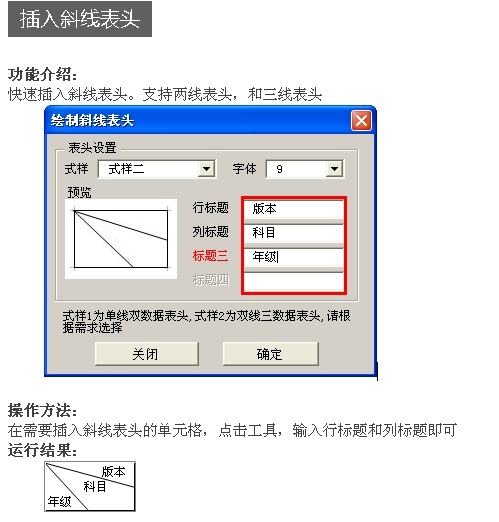 插入斜线表头
功能介绍：
快速插入斜线表头。支持两线表头，和三线表头
绘制斜线表头
表头设置
式样 式样二 字体 9
预览
行标题 版本
列标题 科目
标题三 年级
标题四
式样1为单线双数据表头,式样2为双线三数据表头,请根
据需求选择
关闭 确定
操作方法：
在需要插入斜线表头的单元格，点击工具，输入行标题和列标题即可
运行结果：
版本
科目
年级